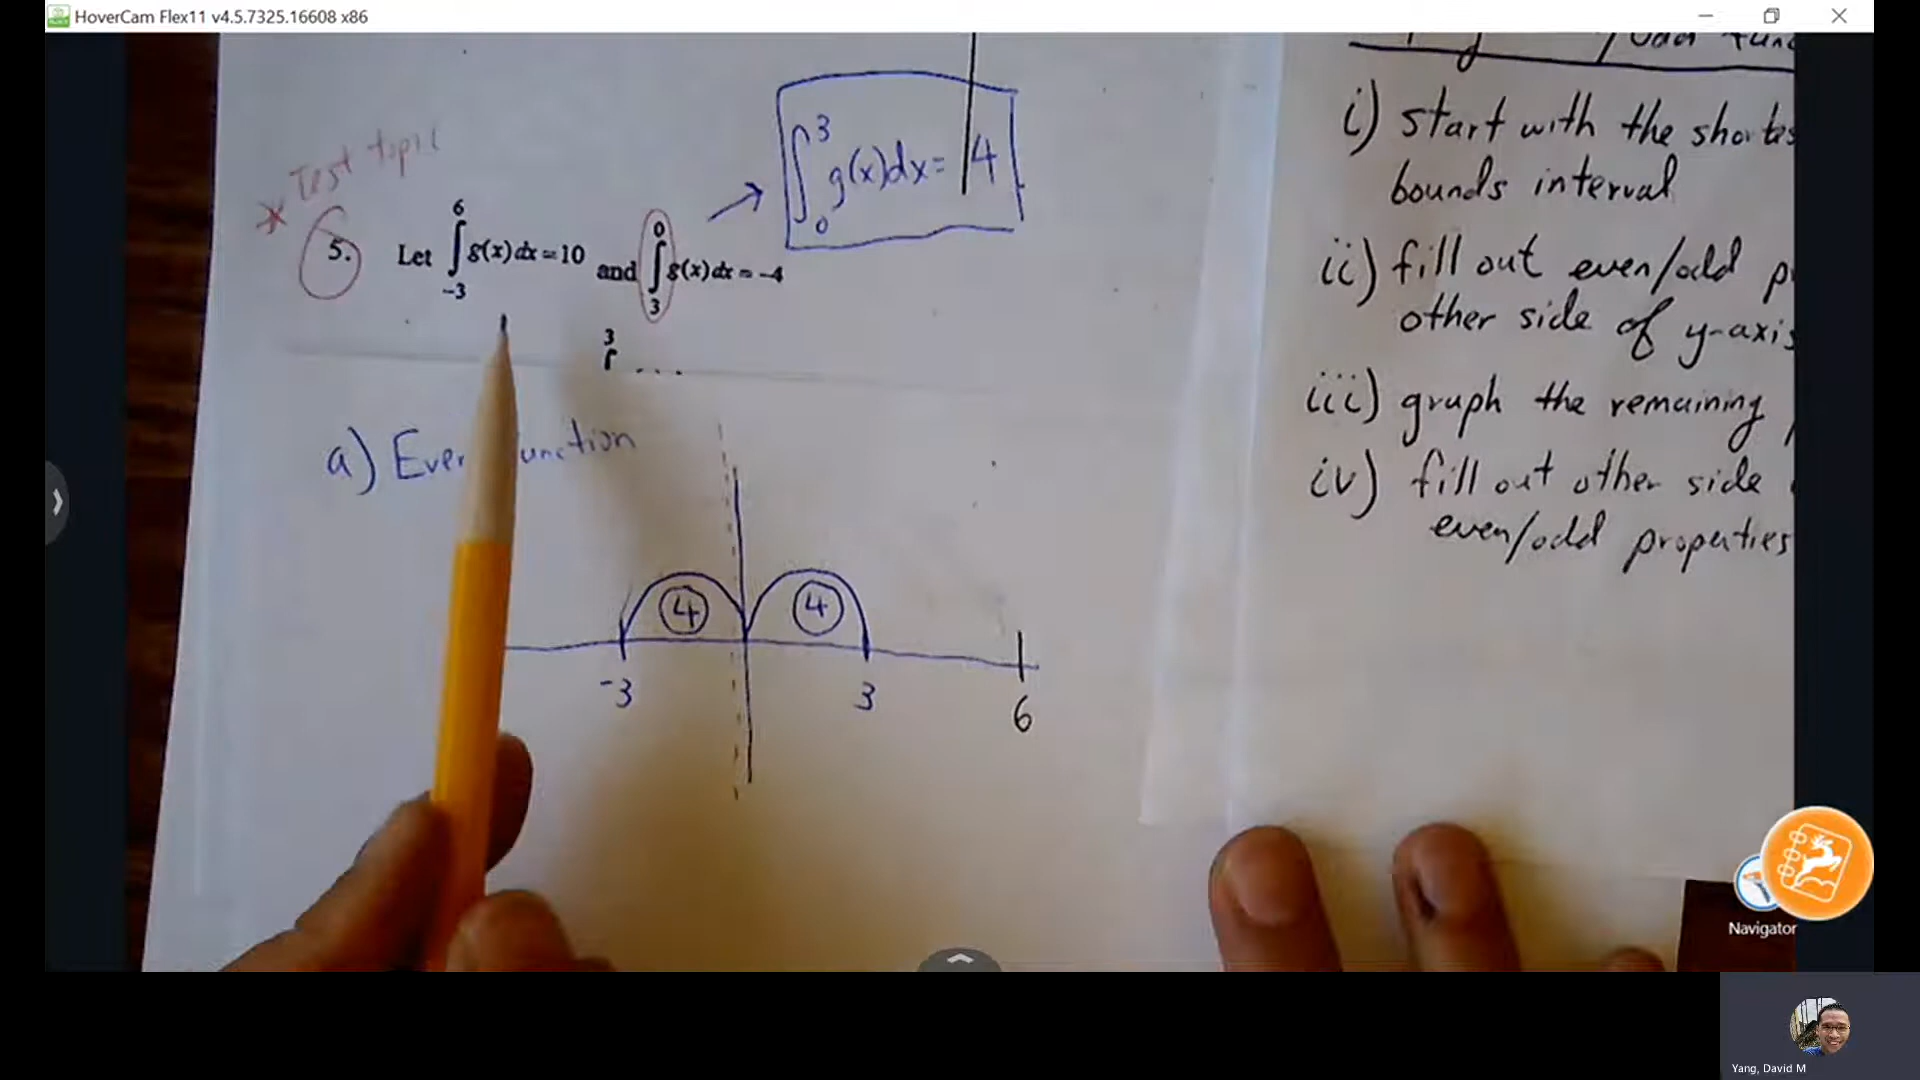 HoverCam Flex11 v4.5.7325.16608 x86
* Test topic
5. Let ∫_{-3}^{6} g(x) dx = 10 and ∫_{3}^{0} g(x) dx = -4
∫_{0}^{3} g(x)dx = 4
3
a) Even function
4 4
-3 3 6
i) start with the
bounds interval
ii) fill out even/odd
other side of y-axis
iii) graph the remaining
iv) fill out other side
even/odd properties
Navigator
Yang, David M